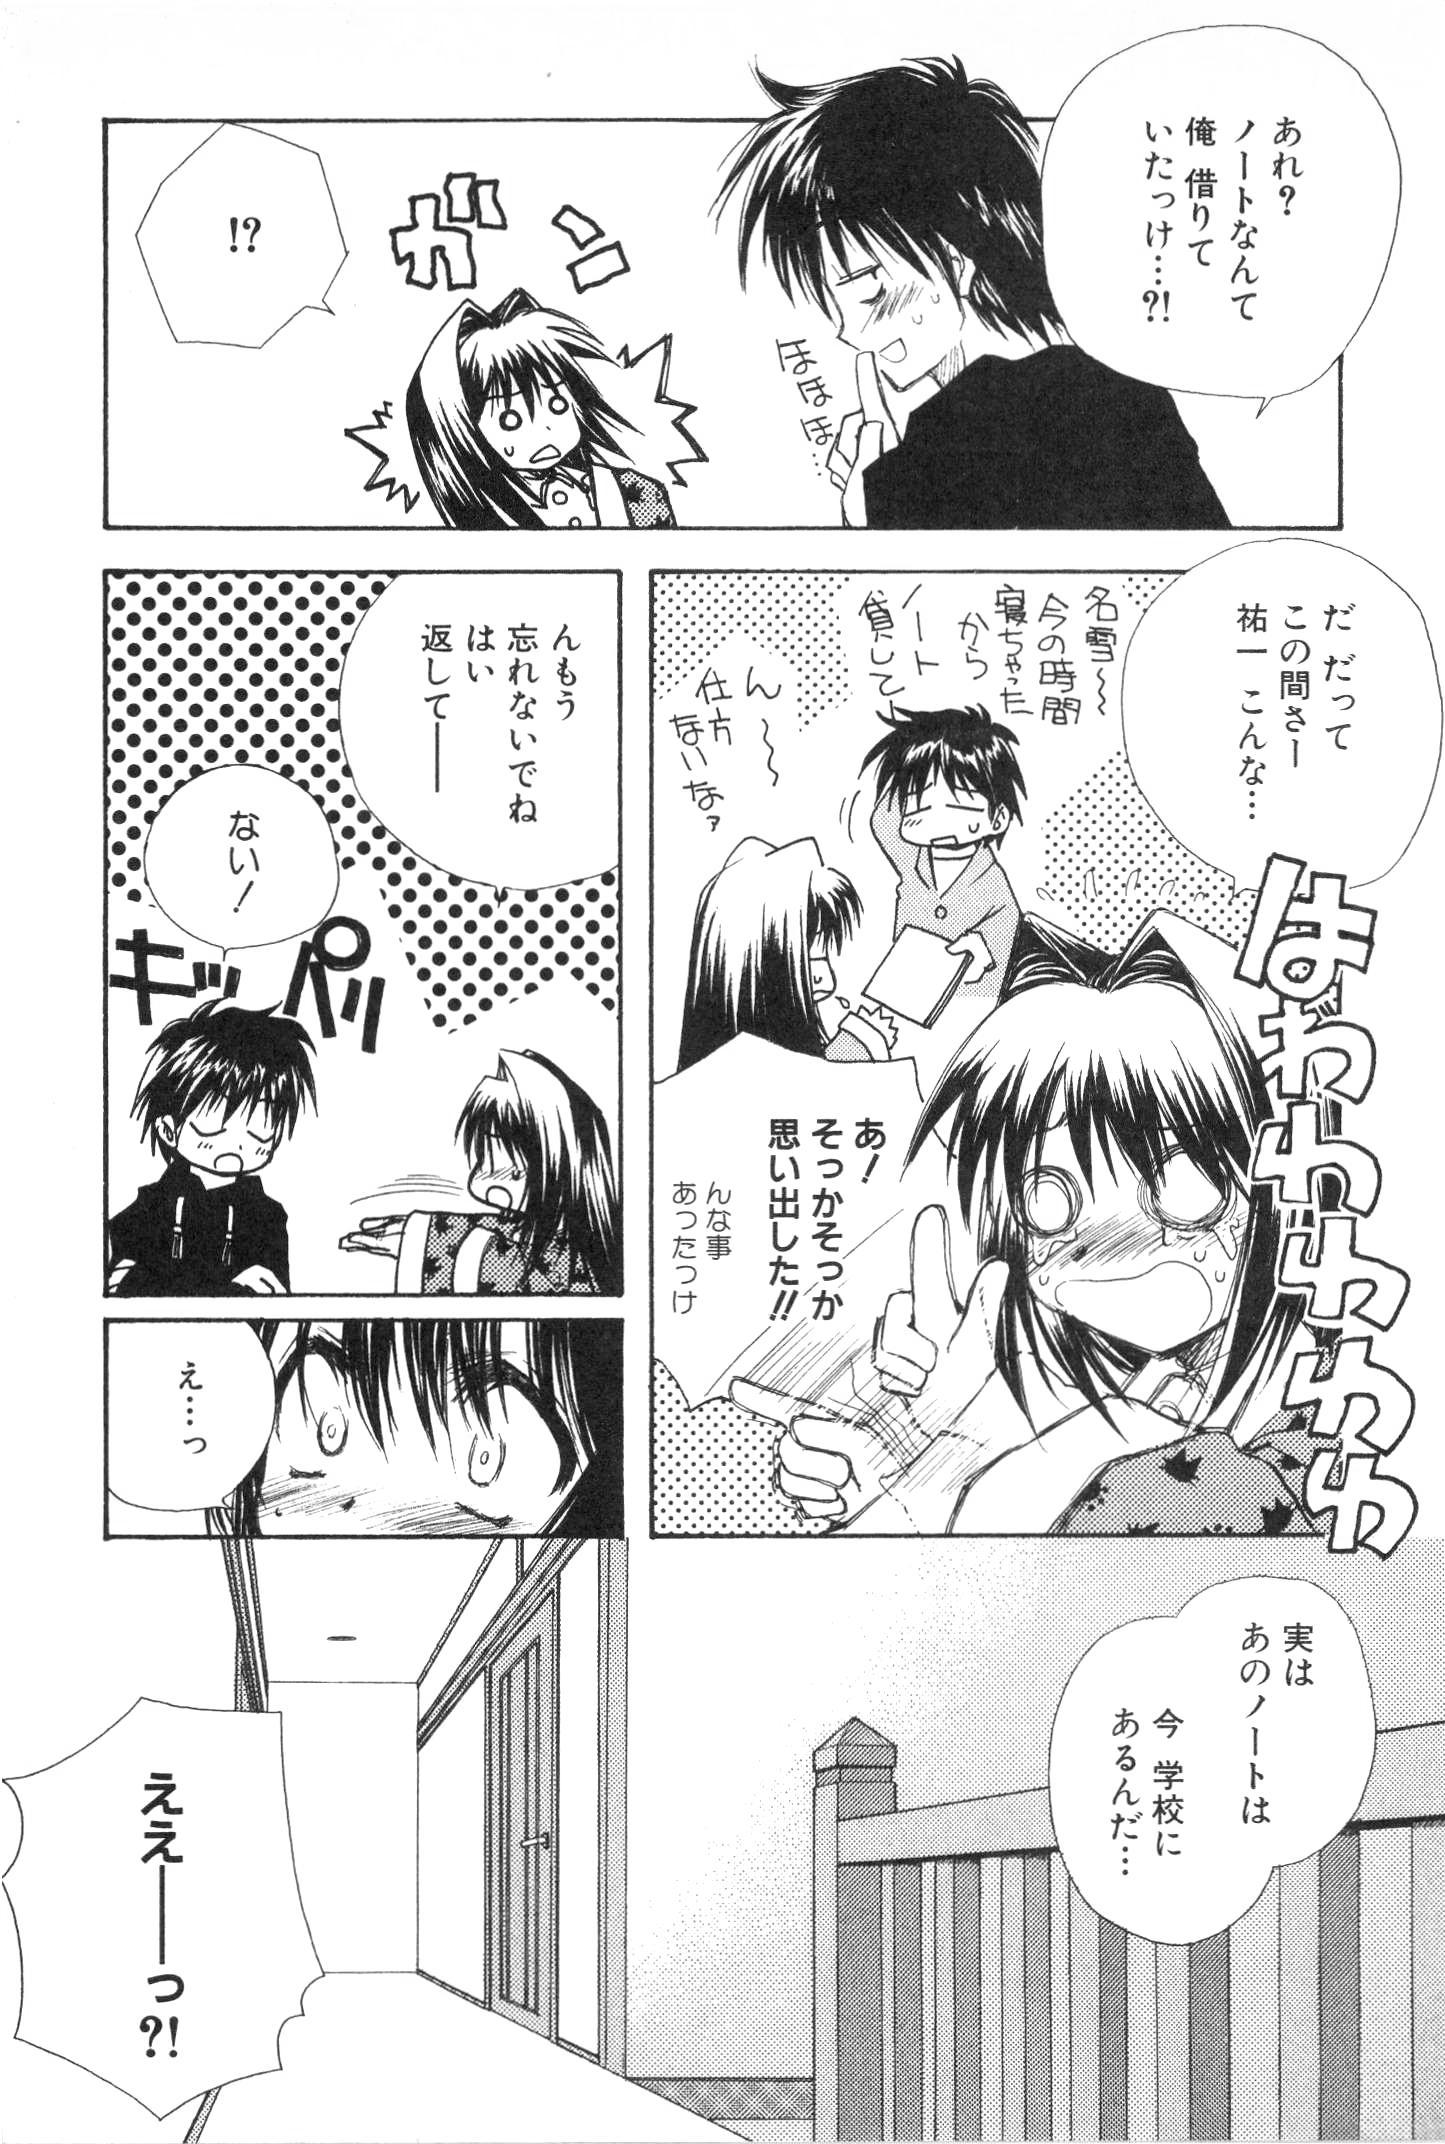 あれ?
ノートなんて
俺 借りて
いたっけ…?!
ほほほ…
ガガーン
!?
だ だって
この間さー
祐一 こんな…
はわわわわわわわ
名雪〜
今の時間
寝ちゃった
から
ノート
貸して
ん〜
仕方
ないなァ
あ!
そっかそっか
思い出した!!
んな事
あったっけ
んもう
忘れないでね
はい
返して──
ない!
キッパリ
え…っ
実は
あのノートは
今 学校に
あるんだ…
ええ──っ?!